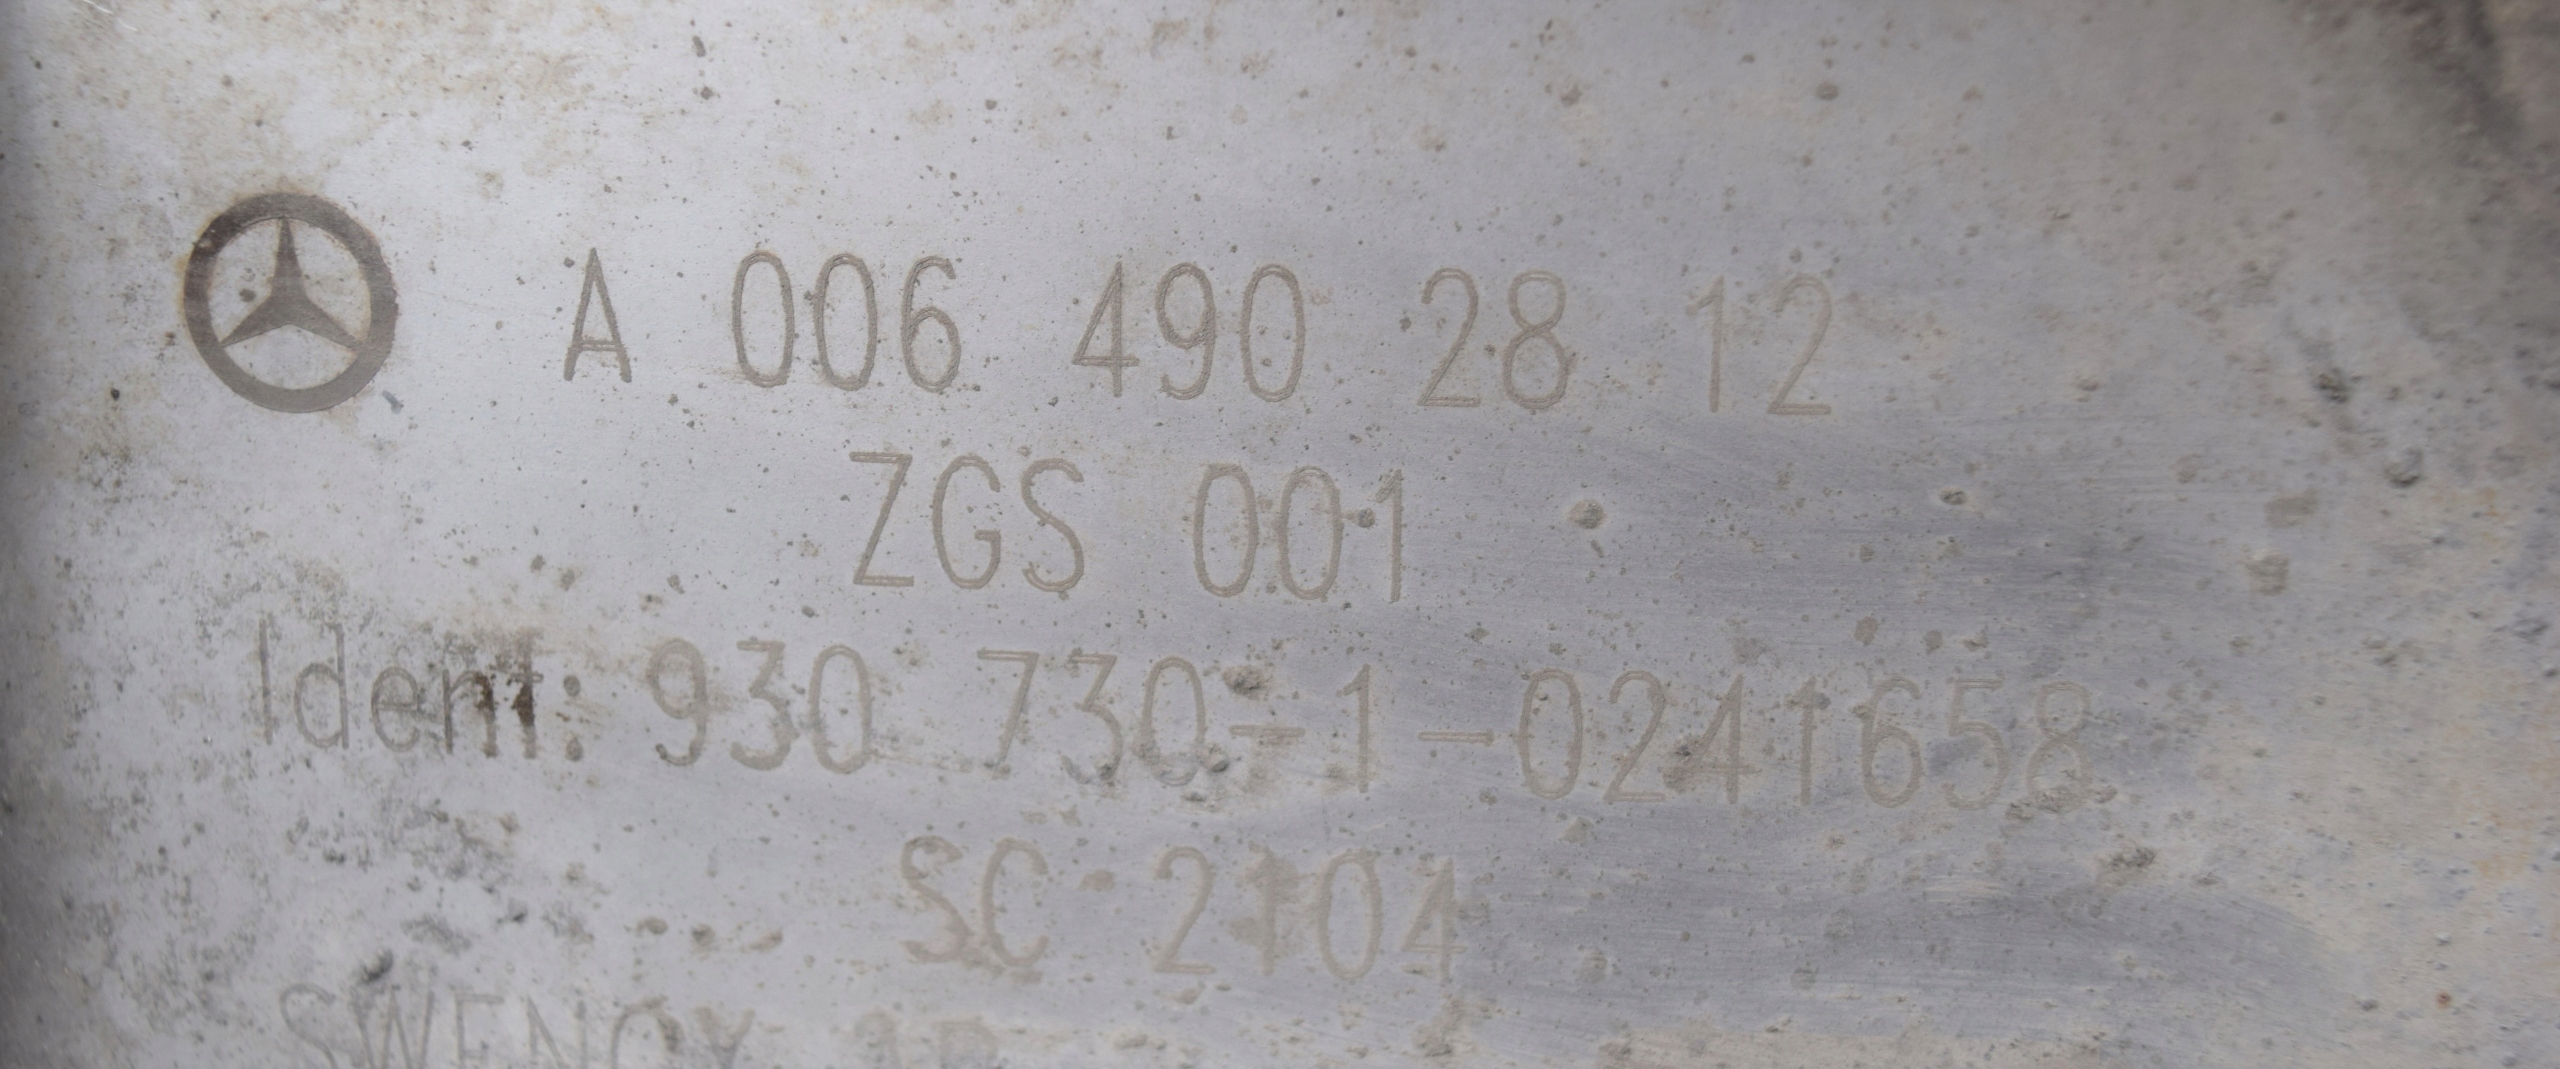 A 006 490 28 12
ZGS 001
Ident: 930 730-1-0241658
SC 2104